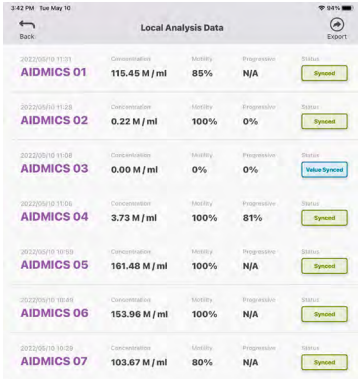 3:42 PM Tue May 10 94%
Local Analysis Data
Back Export
2022/05/10 11:31 Concentration Motility Progressive Status
AIDMICS 01 115.45 M / ml 85% N/A Synced
2022/05/10 11:29 Concentration Motility Progressive Status
AIDMICS 02 0.22 M / ml 100% 0% Synced
2022/05/10 11:08 Concentration Motility Progressive Status
AIDMICS 03 0.00 M / ml 0% 0% Value Synced
2022/05/10 11:06 Concentration Motility Progressive Status
AIDMICS 04 3.73 M / ml 100% 81% Synced
2022/05/10 10:50 Concentration Motility Progressive Status
AIDMICS 05 161.48 M / ml 100% N/A Synced
2022/05/10 Concentration Motility Progressive Status
AIDMICS 06 153.96 M / ml 100% N/A Synced
2022/05/10 10:29 Concentration Motility Progressive Status
AIDMICS 07 103.67 M / ml 80% N/A Synced